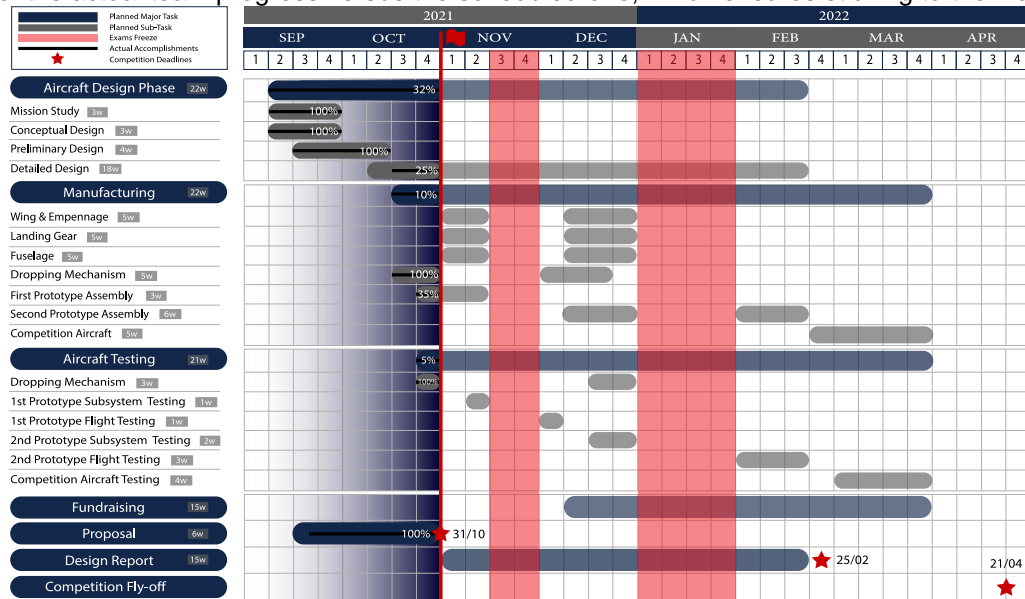 Planned Major Task
Planned Sub-Task
Exams Freeze
Actual Accomplishments
Competition Deadlines
2021 2022
SEP OCT NOV DEC JAN FEB MAR APR
1 2 3 4 1 2 3 4 1 2 3 4 1 2 3 4 1 2 3 4 1 2 3 4 1 2 3 4 1 2 3 4
Aircraft Design Phase 22w 32%
Mission Study 3w 100%
Conceptual Design 3w 100%
Preliminary Design 4w 100%
Detailed Design 18w 25%
Manufacturing 22w 10%
Wing & Empennage 5w
Landing Gear 5w
Fuselage 5w
Dropping Mechanism 5w 100%
First Prototype Assembly 3w 35%
Second Prototype Assembly 6w
Competition Aircraft 5w
Aircraft Testing 21w 5%
Dropping Mechanism 3w 100%
1st Prototype Subsystem Testing 1w
1st Prototype Flight Testing 1w
2nd Prototype Subsystem Testing 2w
2nd Prototype Flight Testing 3w
Competition Aircraft Testing 4w
Fundraising 15w
Proposal 6w 100% 31/10
Design Report 15w 25/02
Competition Fly-off 21/04